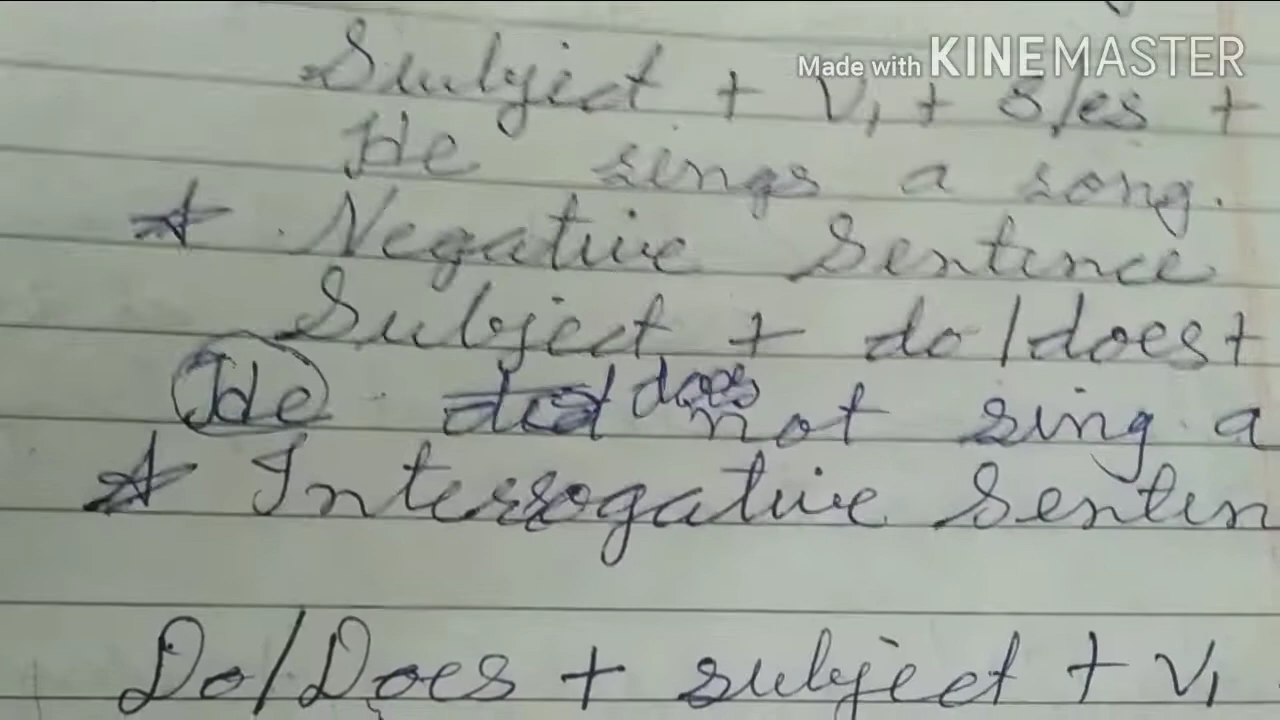 Made with KINEMASTER
Subject + V1 + s/es +
He sings a song.
* Negative Sentence
Subject + do/does +
He does not sing a
* Interrogative Senten
Do/Does + subject + V1